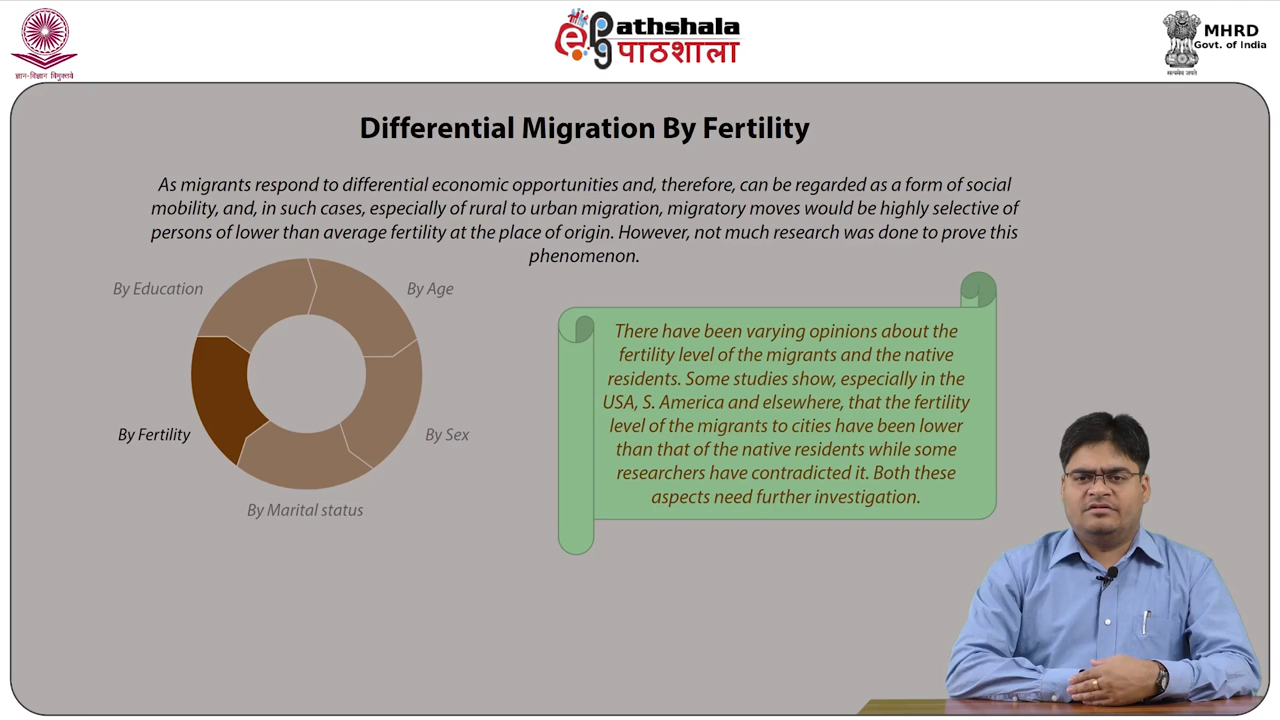 ज्ञान-विज्ञान विमुक्तये
ePathshala
पाठशाला
MHRD
Govt. of India
सत्यमेव जयते
Differential Migration By Fertility
As migrants respond to differential economic opportunities and, therefore, can be regarded as a form of social
mobility, and, in such cases, especially of rural to urban migration, migratory moves would be highly selective of
persons of lower than average fertility at the place of origin. However, not much research was done to prove this
phenomenon.
By Education
By Age
By Fertility
By Sex
By Marital status
There have been varying opinions about the
fertility level of the migrants and the native
residents. Some studies show, especially in the
USA, S. America and elsewhere, that the fertility
level of the migrants to cities have been lower
than that of the native residents while some
researchers have contradicted it. Both these
aspects need further investigation.